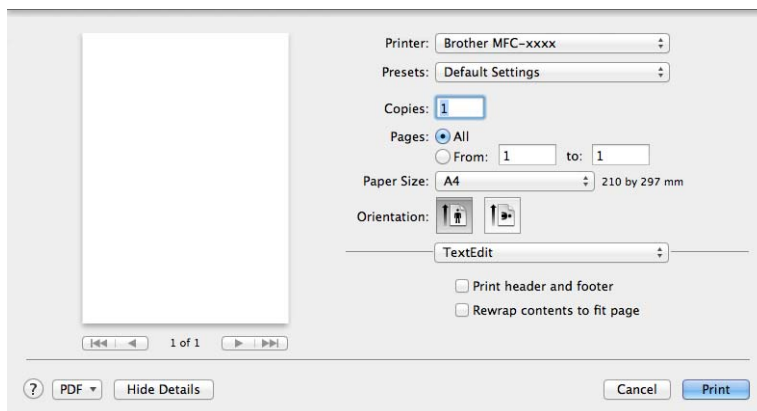 Printer: Brother MFC-xxxx
Presets: Default Settings
Copies: 1
Pages: All
From: 1 to: 1
Paper Size: A4 210 by 297 mm
Orientation:
TextEdit
Print header and footer
Rewrap contents to fit page
1 of 1
? PDF Hide Details Cancel Print